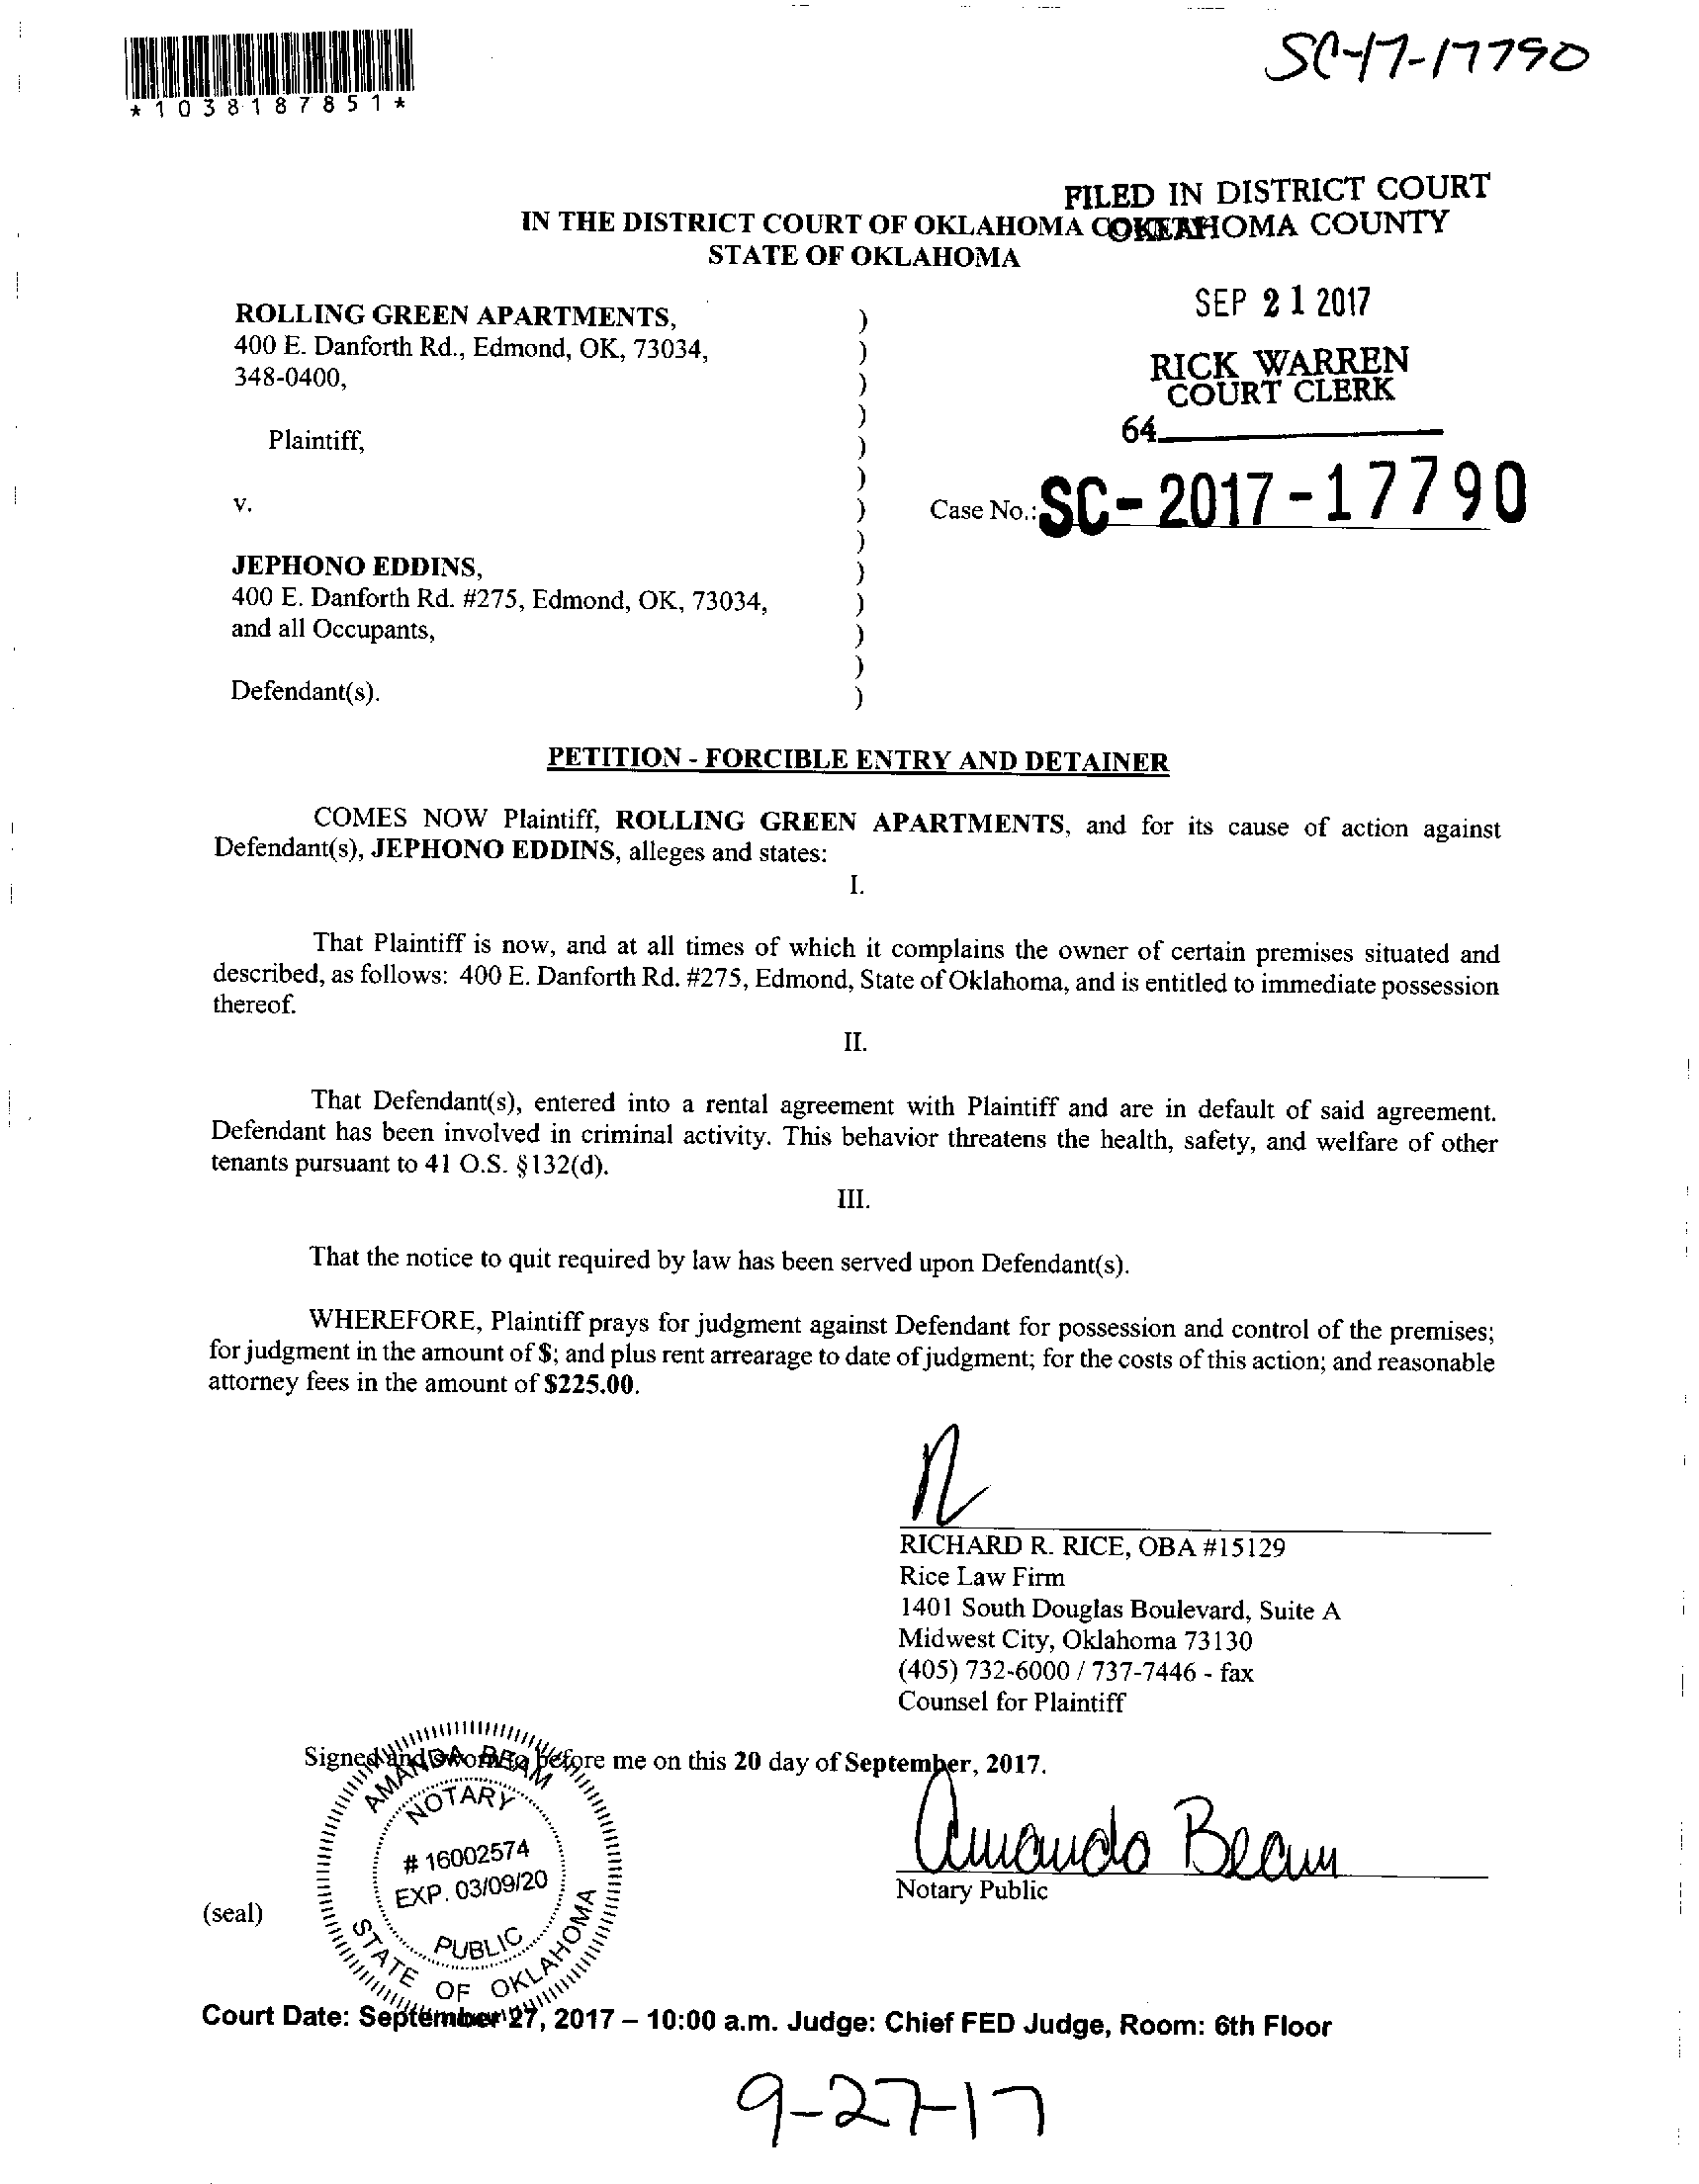 SC-17-17790
*1038187851*
FILED IN DISTRICT COURT
OKLAHOMA COUNTY
IN THE DISTRICT COURT OF OKLAHOMA COUNTY
STATE OF OKLAHOMA
SEP 21 2017
RICK WARREN
COURT CLERK
64
ROLLING GREEN APARTMENTS, )
400 E. Danforth Rd., Edmond, OK, 73034, )
348-0400, )
)
Plaintiff, )
)
v. ) Case No.: SC-2017-17790
)
JEPHONO EDDINS, )
400 E. Danforth Rd. #275, Edmond, OK, 73034, )
and all Occupants, )
)
Defendant(s). )
PETITION - FORCIBLE ENTRY AND DETAINER
COMES NOW Plaintiff, ROLLING GREEN APARTMENTS, and for its cause of action against
Defendant(s), JEPHONO EDDINS, alleges and states:
I.
That Plaintiff is now, and at all times of which it complains the owner of certain premises situated and
described, as follows: 400 E. Danforth Rd. #275, Edmond, State of Oklahoma, and is entitled to immediate possession
thereof.
II.
That Defendant(s), entered into a rental agreement with Plaintiff and are in default of said agreement.
Defendant has been involved in criminal activity. This behavior threatens the health, safety, and welfare of other
tenants pursuant to 41 O.S. §132(d).
III.
That the notice to quit required by law has been served upon Defendant(s).
WHEREFORE, Plaintiff prays for judgment against Defendant for possession and control of the premises;
for judgment in the amount of $; and plus rent arrearage to date of judgment; for the costs of this action; and reasonable
attorney fees in the amount of $225.00.
RICHARD R. RICE, OBA #15129
Rice Law Firm
1401 South Douglas Boulevard, Suite A
Midwest City, Oklahoma 73130
(405) 732-6000 / 737-7446 - fax
Counsel for Plaintiff
Signed and sworn to before me on this 20 day of September, 2017.
AMANDA BEAM
NOTARY
# 16002574
EXP. 03/09/20
PUBLIC
STATE OF OKLAHOMA
Amanda Beam
Notary Public
(seal)
Court Date: September 27, 2017 – 10:00 a.m. Judge: Chief FED Judge, Room: 6th Floor
9-27-17